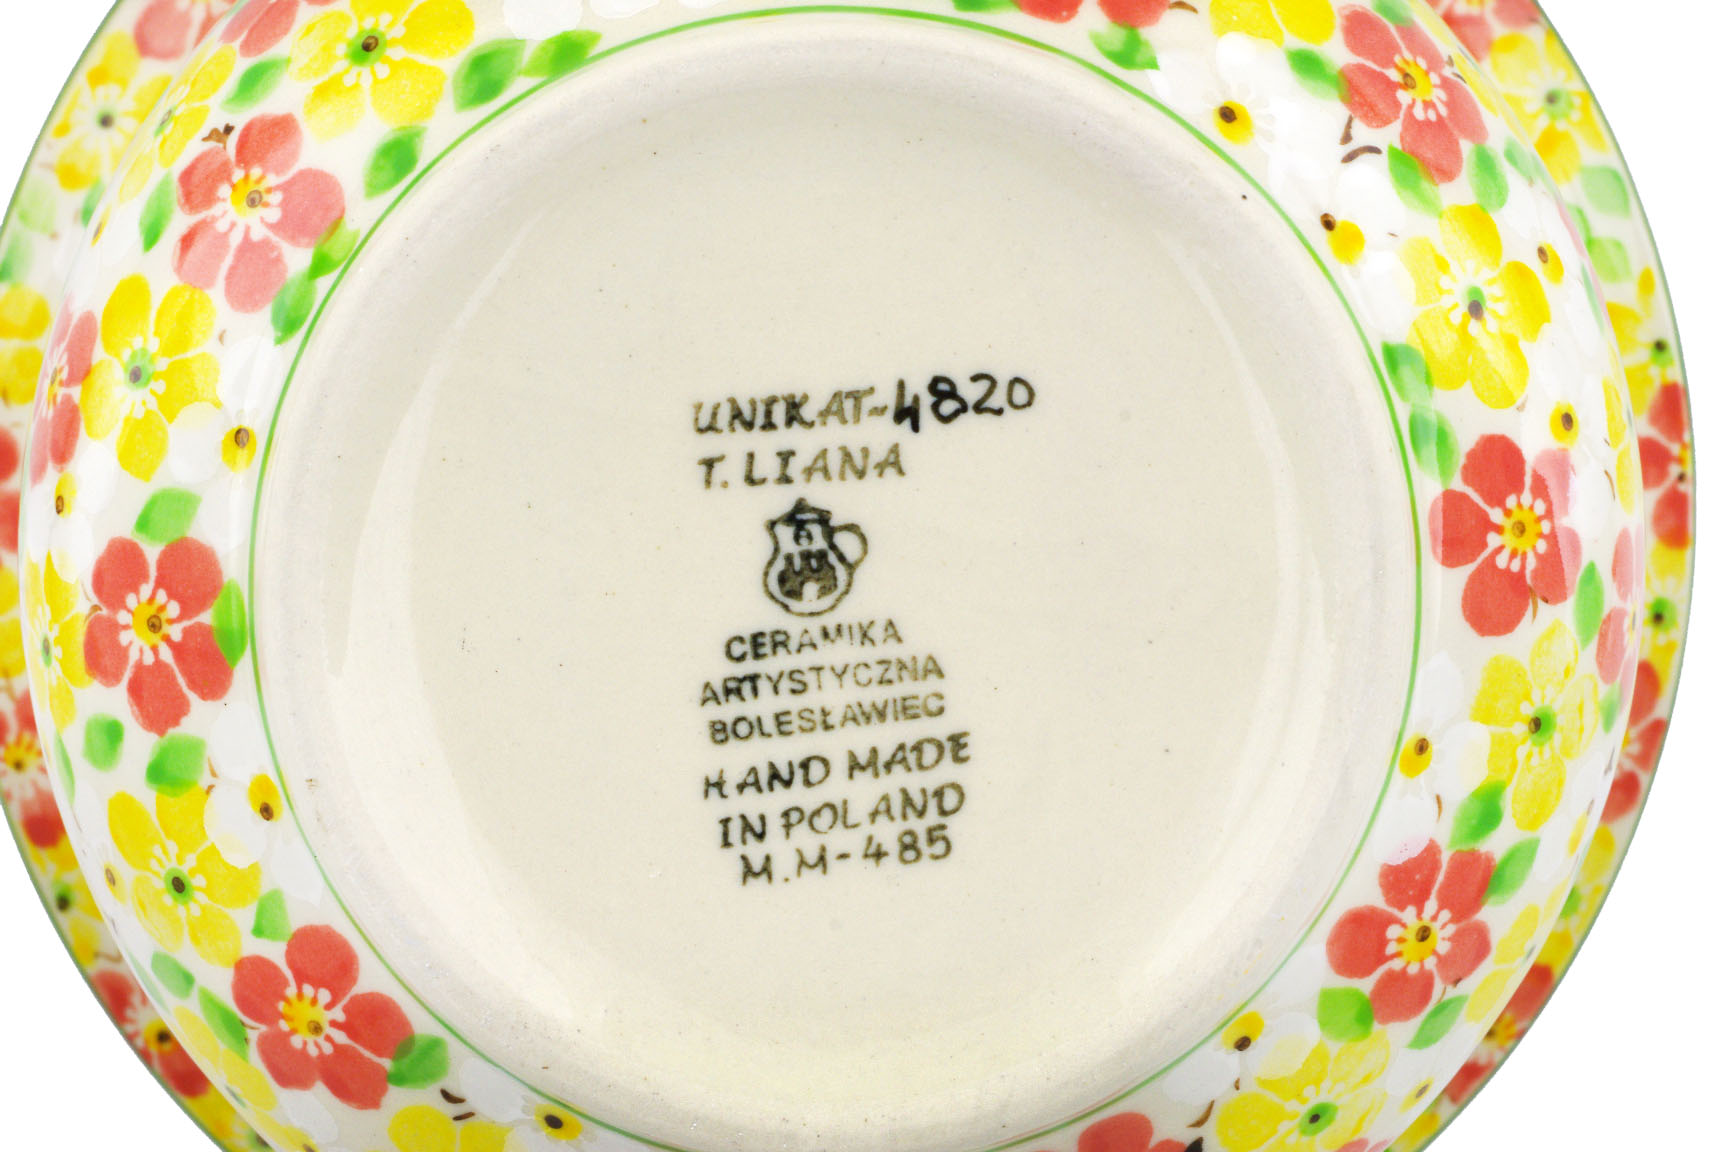 UNIKAT-4820
T. LIANA
CERAMIKA
ARTYSTYCZNA
BOLESŁAWIEC
HAND MADE
IN POLAND
M.M-485